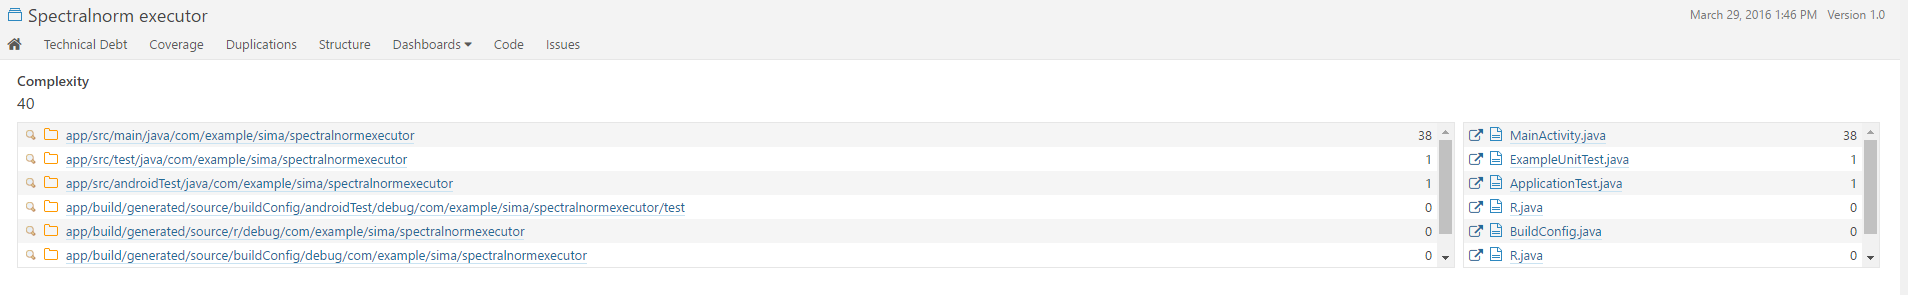 Spectralnorm executor
March 29, 2016 1:46 PM Version 1.0
Technical Debt Coverage Duplications Structure Dashboards Code Issues
Complexity
40
app/src/main/java/com/example/sima/spectralnormexecutor 38
app/src/test/java/com/example/sima/spectralnormexecutor 1
app/src/androidTest/java/com/example/sima/spectralnormexecutor 1
app/build/generated/source/buildConfig/androidTest/debug/com/example/sima/spectralnormexecutor/test 0
app/build/generated/source/r/debug/com/example/sima/spectralnormexecutor 0
app/build/generated/source/buildConfig/debug/com/example/sima/spectralnormexecutor 0
MainActivity.java 38
ExampleUnitTest.java 1
ApplicationTest.java 1
R.java 0
BuildConfig.java 0
R.java 0